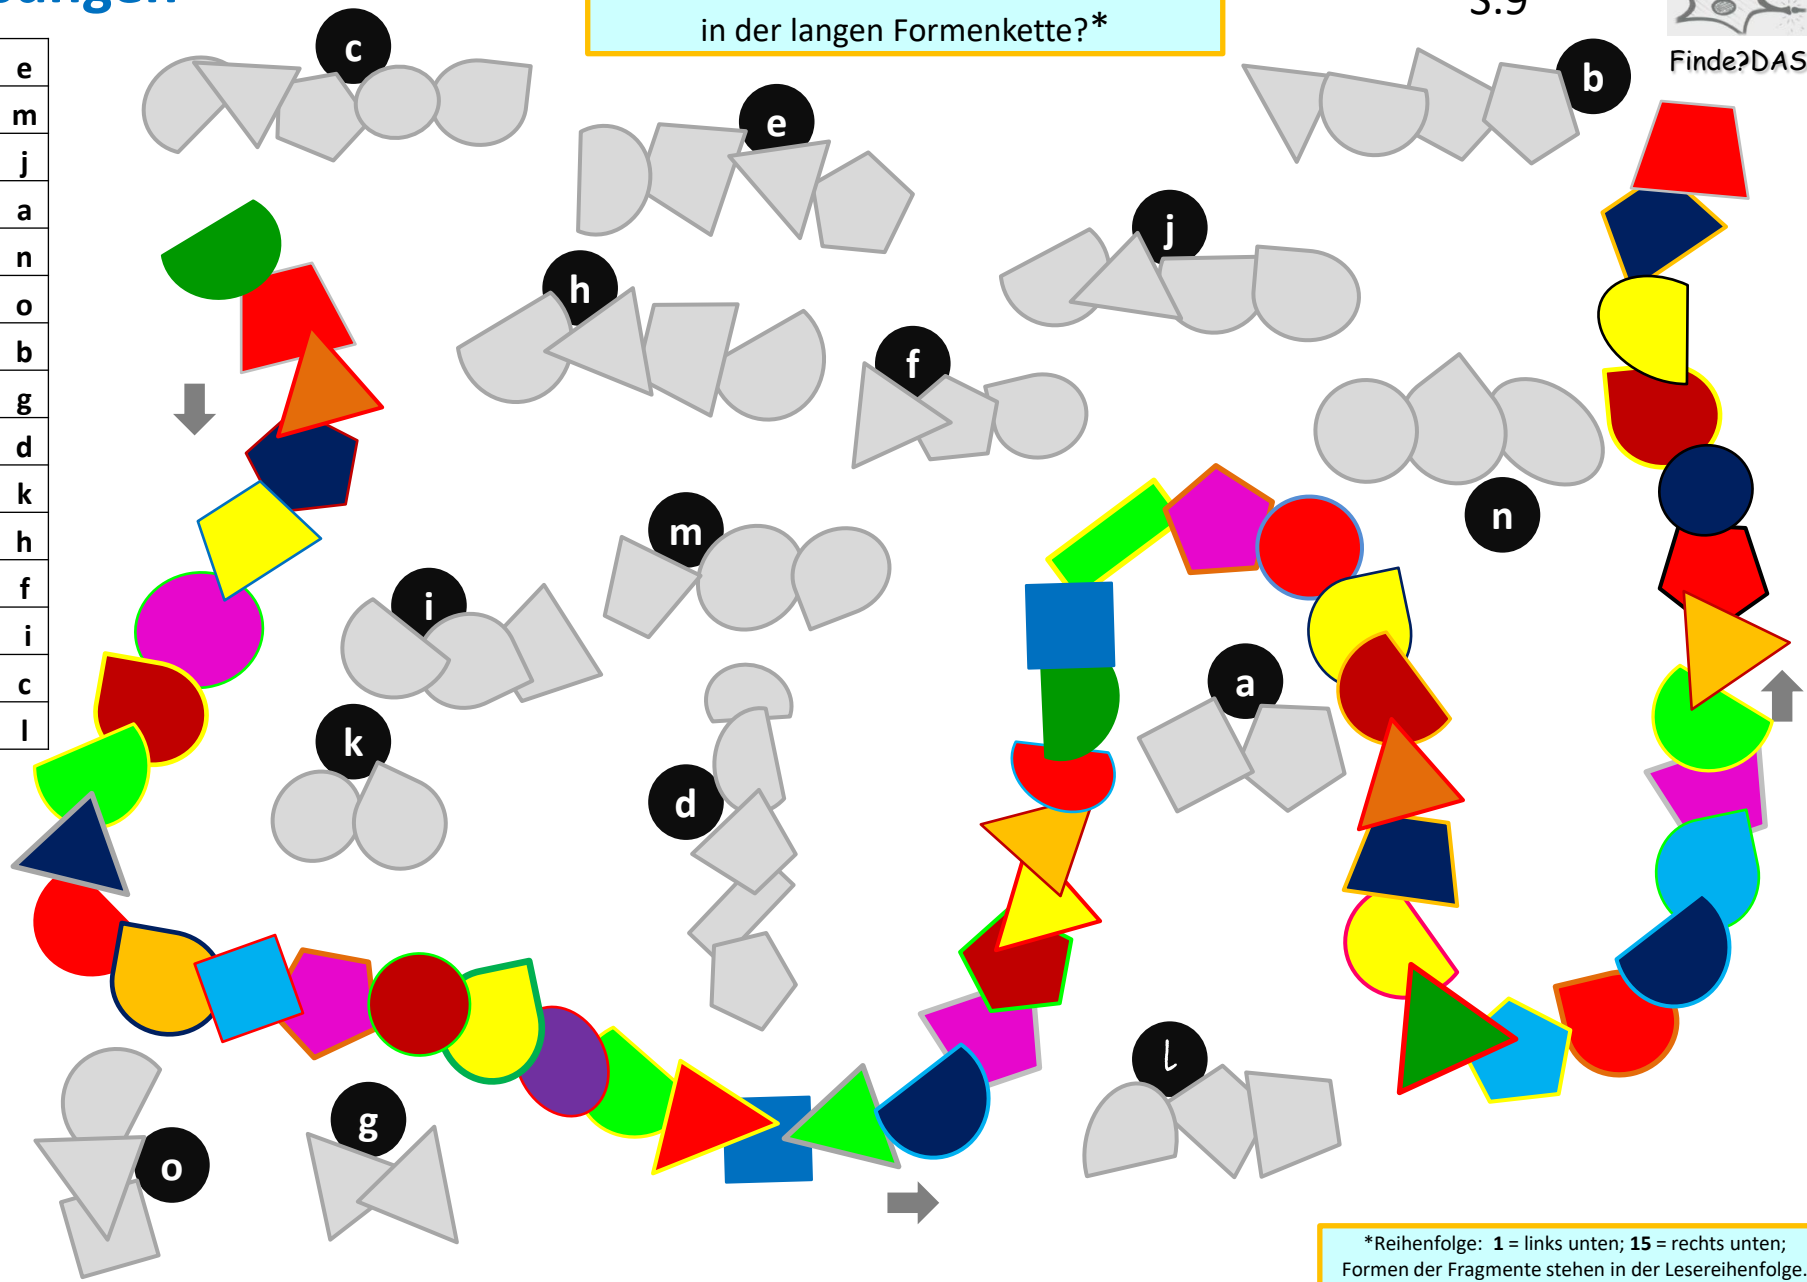 in der langen Formenkette?*
Finde?DAS
e
m
j
a
n
o
b
g
d
k
h
f
i
c
l
c
e
b
j
h
f
n
m
i
a
k
d
l
o
g
*Reihenfolge: 1 = links unten; 15 = rechts unten;
Formen der Fragmente stehen in der Lesereihenfolge.